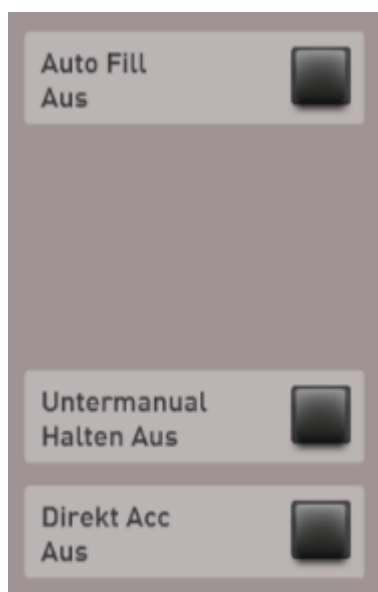 Auto Fill
Aus
Untermanual
Halten Aus
Direkt Acc
Aus